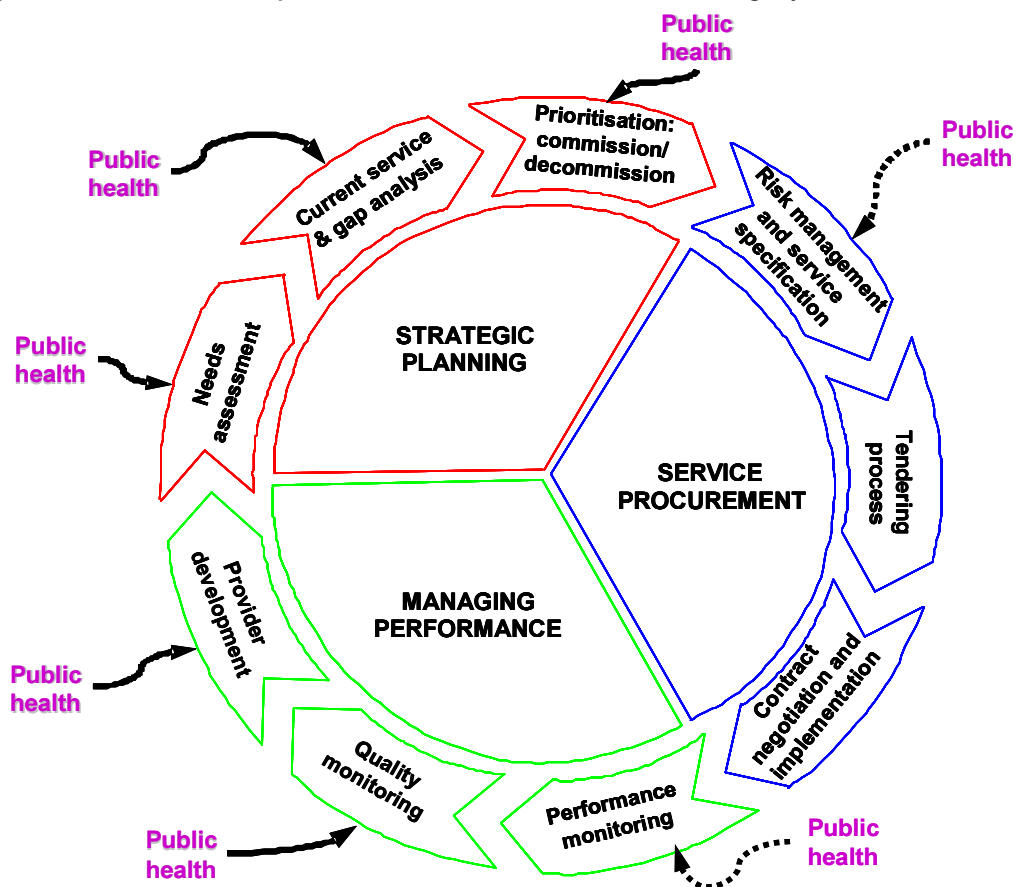 Public
health
Prioritisation:
commission/
decommission
Public
health
Risk management
and service
specification
Public
health
Current service
& gap analysis
Public
health
Needs
assessment
STRATEGIC
PLANNING
SERVICE
PROCUREMENT
Tendering
process
MANAGING
PERFORMANCE
Provider
development
Public
health
Contract
negotiation and
implementation
Quality
monitoring
Public
health
Performance
monitoring
Public
health